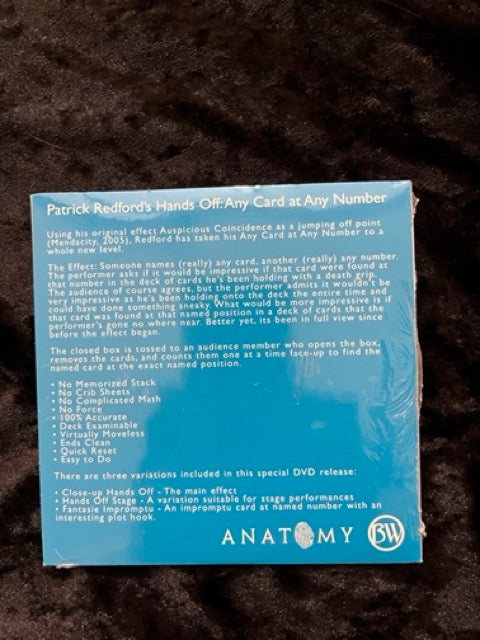 Patrick Redford's Hands Off: Any Card at Any Number
Using his original effect Auspicious Coincidence as a jumping off point
(Mendacity, 2005), Redford has taken his Any Card at Any Number to a
whole new level.
The Effect: Someone names (really) any card, another (really) any number.
The performer asks if it would be impressive if that card were found at
that number in the deck of cards he's been holding with a death grip.
The audience of course agrees, but the performer admits it wouldn't be
very impressive as he's been holding onto the deck the entire time and
could have done something sneaky. What would be more impressive is if
that card was found at that named position in a deck of cards that the
performer's gone no where near. Better yet, its been in full view since
before the effect began.
The closed box is tossed to an audience member who opens the box,
removes the cards, and counts them one at a time face-up to find the
named card at the exact named position.
• No Memorized Stack
• No Crib Sheets
• No Complicated Math
• No Force
• 100% Accurate
• Deck Examinable
• Virtually Moveless
• Ends Clean
• Quick Reset
• Easy to Do
There are three variations included in this special DVD release:
• Close-up Hands Off - The main effect
• Hands Off Stage - A variation suitable for stage performances
• Fantasie Impromptu - An impromptu card at named number with an
interesting plot hook.
ANATOMY BW